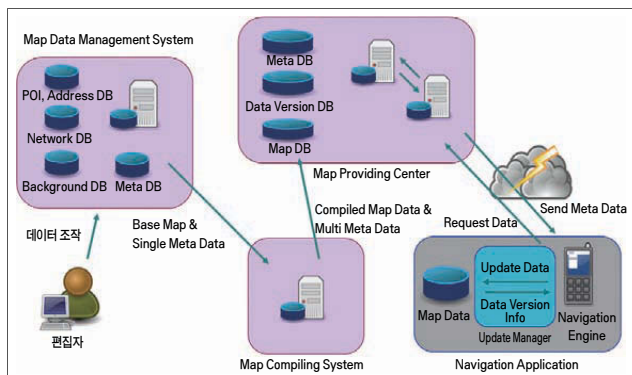 Map Data Management System
POI, Address DB
Network DB
Background DB
Meta DB
데이터 조작
편집자
Base Map &
Single Meta Data
Meta DB
Data Version DB
Map DB
Map Providing Center
Compiled Map Data &
Multi Meta Data
Map Compiling System
Request Data
Send Meta Data
Map Data
Update Data
Data Version
Info
Update Manager
Navigation
Engine
Navigation Application